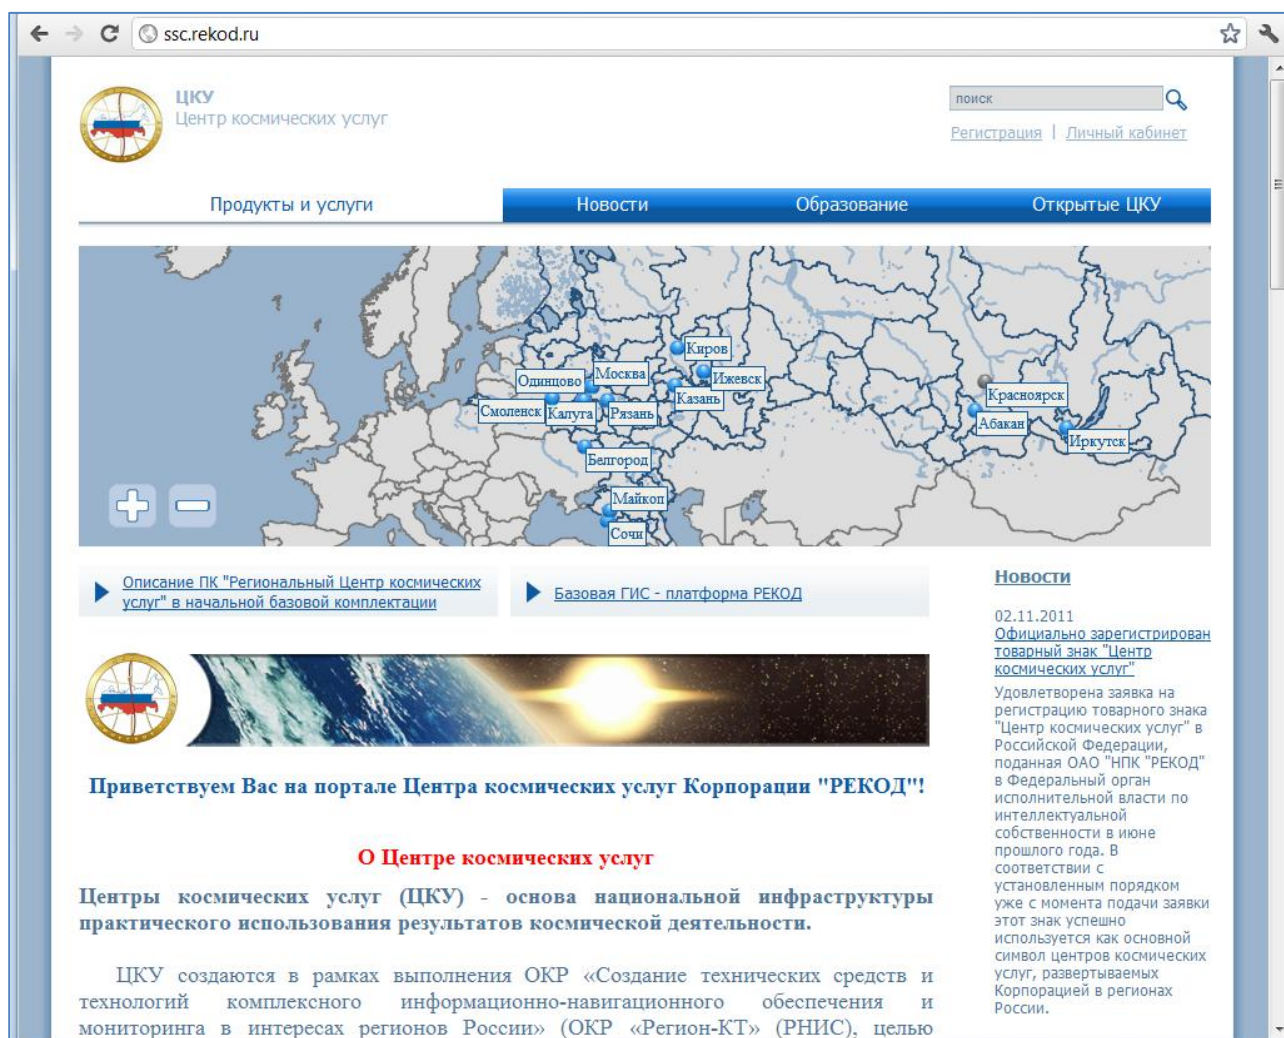 ssc.rekod.ru
ЦКУ
Центр космических услуг
поиск
Регистрация | Личный кабинет
Продукты и услуги
Новости
Образование
Открытые ЦКУ
Киров
Москва
Ижевск
Одинцово
Казань
Красноярск
Смоленск
Калуга
Рязань
Абакан
Иркутск
Белгород
Майкоп
Сочи
Описание ПК "Региональный Центр космических
услуг" в начальной базовой комплектации
Базовая ГИС - платформа РЕКОД
Приветствуем Вас на портале Центра космических услуг Корпорации "РЕКОД"!
О Центре космических услуг
Центры космических услуг (ЦКУ) - основа национальной инфраструктуры
практического использования результатов космической деятельности.
ЦКУ создаются в рамках выполнения ОКР «Создание технических средств и
технологий комплексного информационно-навигационного обеспечения и
мониторинга в интересах регионов России» (ОКР «Регион-КТ» (РНИС), целью
Новости
02.11.2011
Официально зарегистрирован
товарный знак "Центр
космических услуг"
Удовлетворена заявка на
регистрацию товарного знака
"Центр космических услуг" в
Российской Федерации,
поданная ОАО "НПК "РЕКОД"
в Федеральный орган
исполнительной власти по
интеллектуальной
собственности в июне
прошлого года. В
соответствии с
установленным порядком
уже с момента подачи заявки
этот знак успешно
используется как основной
символ центров космических
услуг, развертываемых
Корпорацией в регионах
России.